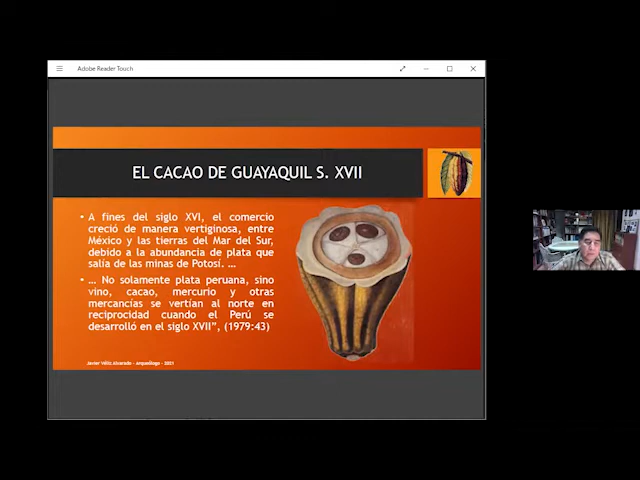 Adobe Reader Touch
EL CACAO DE GUAYAQUIL S. XVII
• A fines del siglo XVI, el comercio
creció de manera vertiginosa, entre
México y las tierras del Mar del Sur,
debido a la abundancia de plata que
salía de las minas de Potosí. …
• … No solamente plata peruana, sino
vino, cacao, mercurio y otras
mercancías se vertían al norte en
reciprocidad cuando el Perú se
desarrolló en el siglo XVII”, (1979:43)
Javier Véliz Alvarado - Arqueólogo - 2021